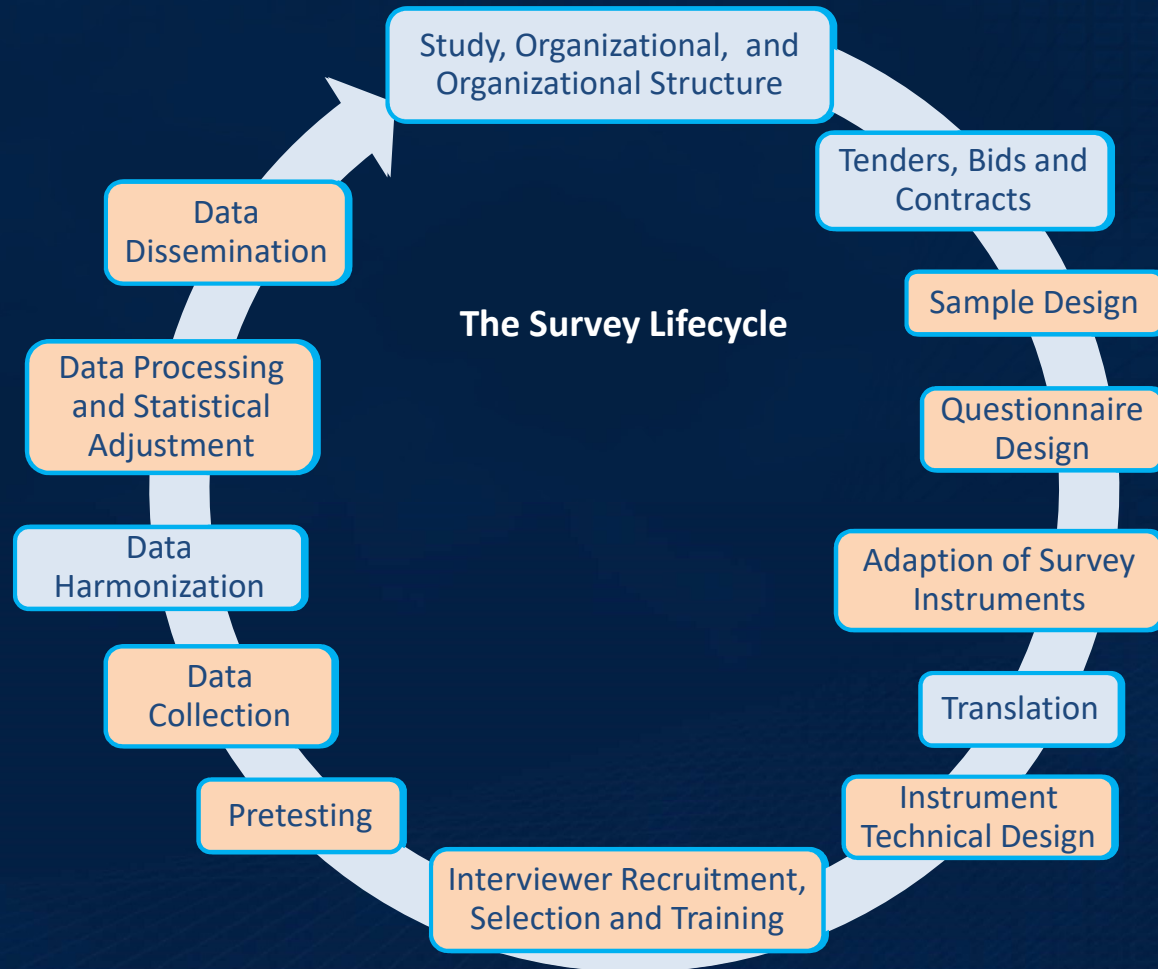 Study, Organizational, and
Organizational Structure
Tenders, Bids and
Contracts
Sample Design
Questionnaire
Design
Adaption of Survey
Instruments
Translation
Instrument
Technical Design
Interviewer Recruitment,
Selection and Training
Pretesting
Data
Collection
Data
Harmonization
Data Processing
and Statistical
Adjustment
Data
Dissemination
The Survey Lifecycle